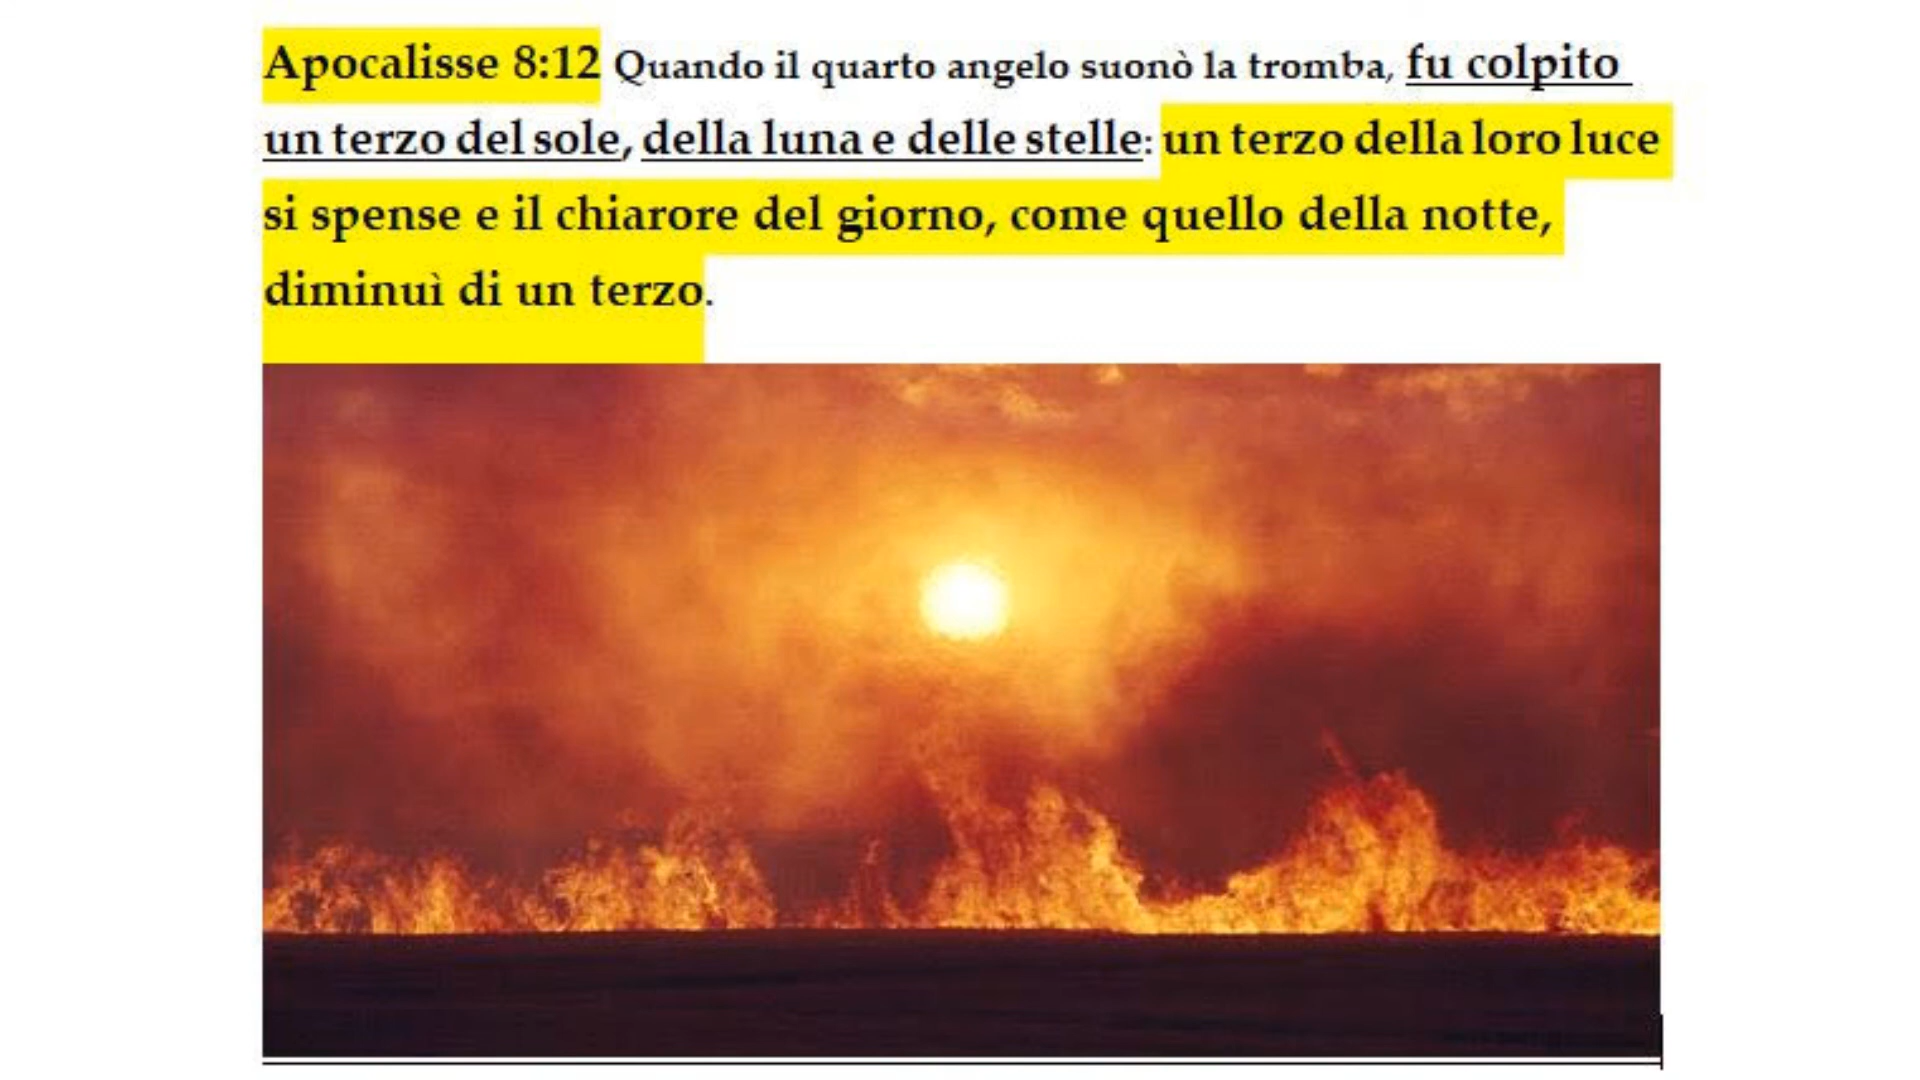 Apocalisse 8:12 Quando il quarto angelo suonò la tromba, fu colpito
un terzo del sole, della luna e delle stelle: un terzo della loro luce
si spense e il chiarore del giorno, come quello della notte,
diminuì di un terzo.